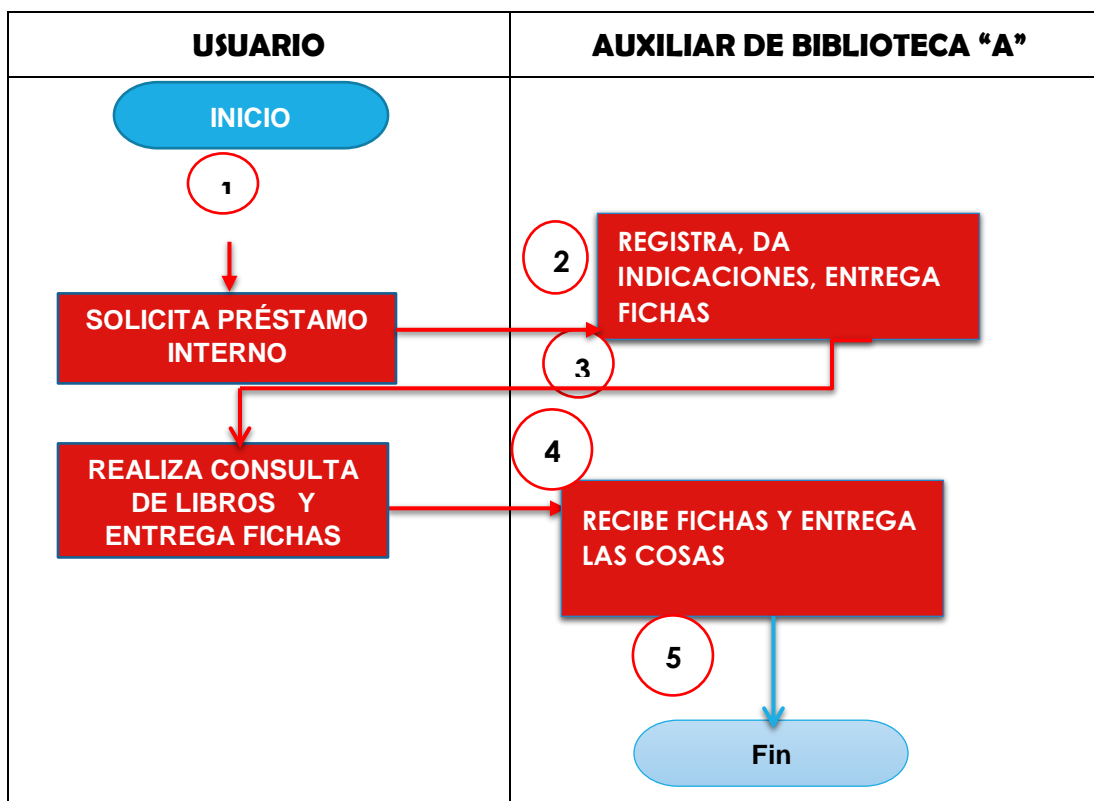 USUARIO
AUXILIAR DE BIBLIOTECA “A”
INICIO
1
2
REGISTRA, DA
INDICACIONES, ENTREGA
FICHAS
SOLICITA PRÉSTAMO
INTERNO
3
4
REALIZA CONSULTA
DE LIBROS Y
ENTREGA FICHAS
RECIBE FICHAS Y ENTREGA
LAS COSAS
5
Fin